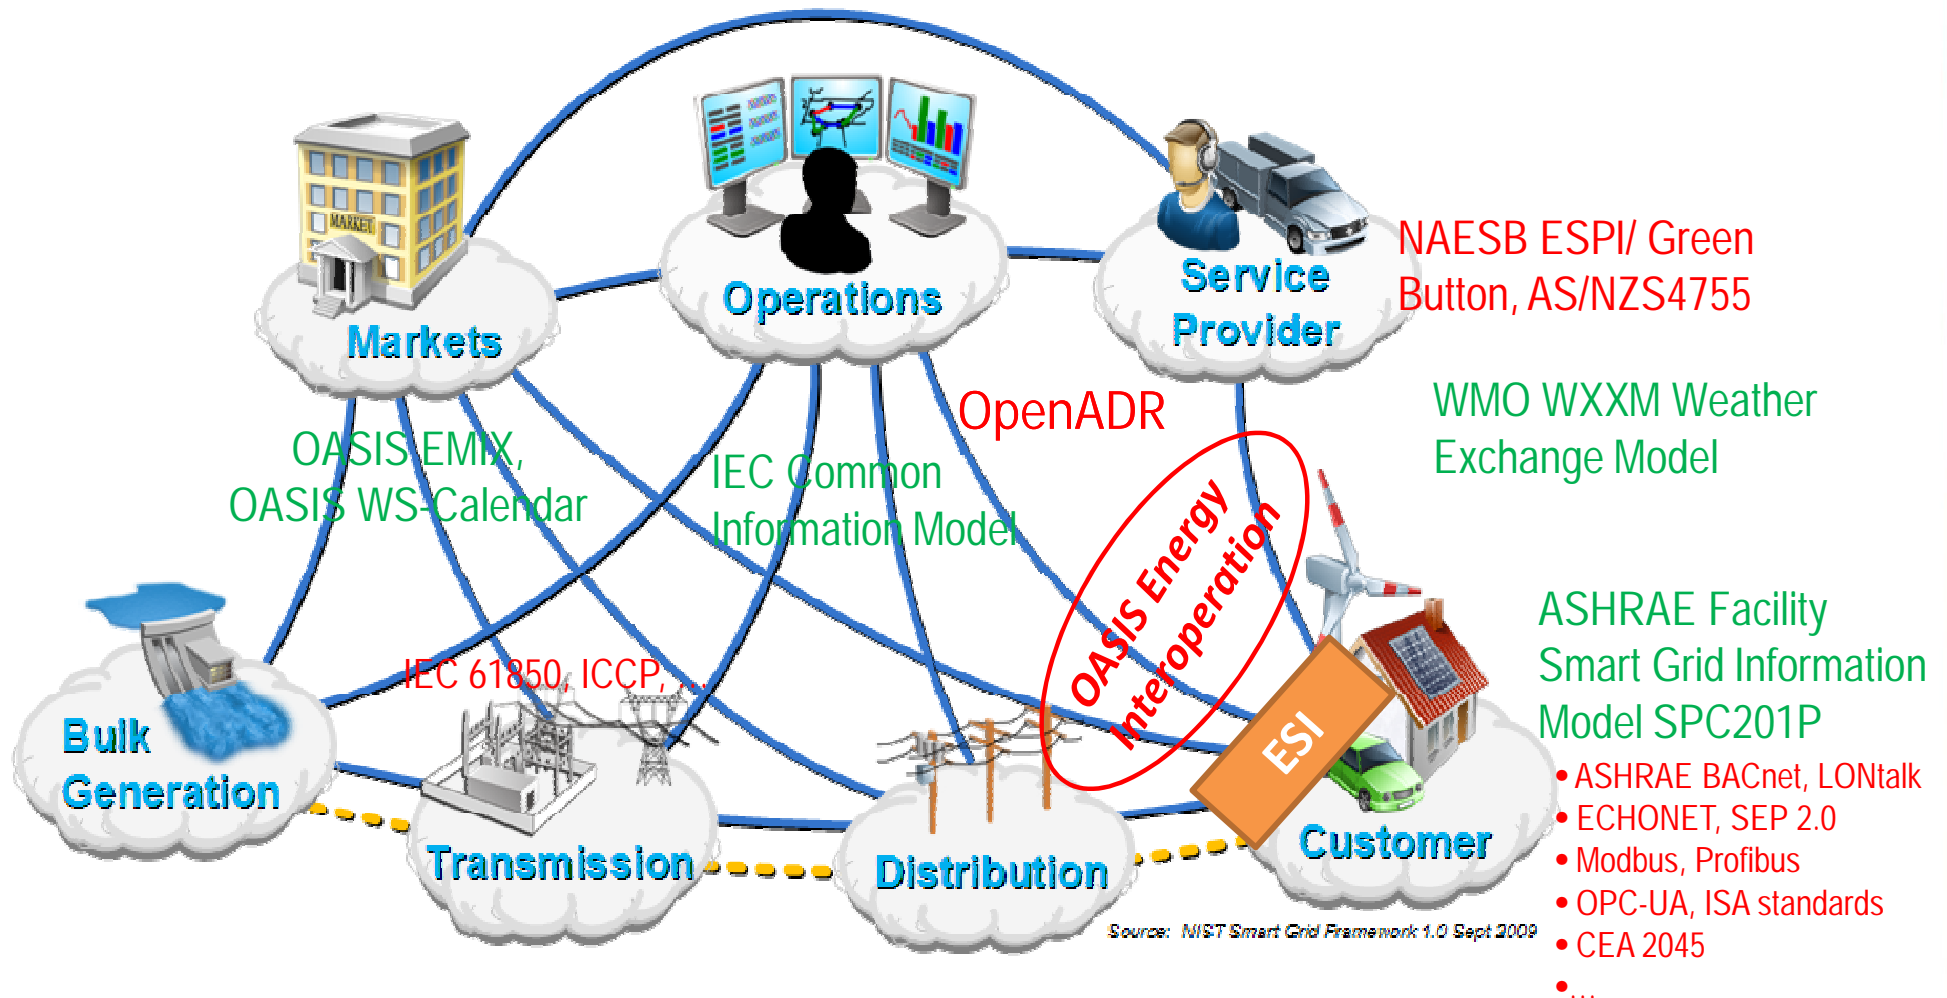 MARKET
Markets
Operations
Service
Provider
NAESB ESPI/ Green
Button, AS/NZS4755
OpenADR
WMO WXXM Weather
Exchange Model
OASIS EMIX,
OASIS WS-Calendar
IEC Common
Information Model
OASIS Energy
Interoperation
ASHRAE Facility
Smart Grid Information
Model SPC201P
IEC 61850, ICCP, ...
Bulk
Generation
ESI
• ASHRAE BACnet, LONtalk
• ECHONET, SEP 2.0
• Modbus, Profibus
• OPC-UA, ISA standards
• CEA 2045
•...
Transmission
Distribution
Customer
Source: NIST Smart Grid Framework 1.0 Sept 2009